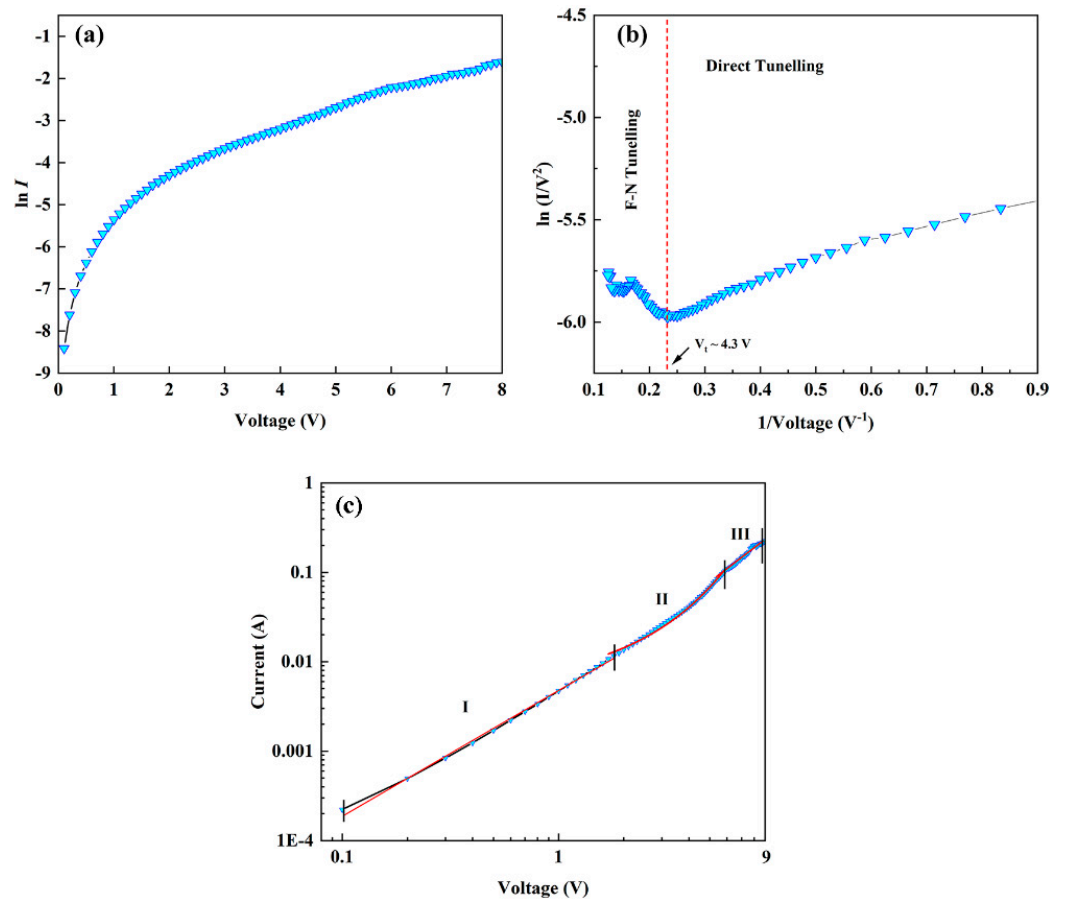 (a)
-1
-2
-3
-4
-5
-6
-7
-8
-9
ln I
0 1 2 3 4 5 6 7 8
Voltage (V)
(b)
-4.5
-5.0
-5.5
-6.0
ln (I/V²)
F-N Tunelling
Direct Tunelling
Vₜ ~ 4.3 V
0.1 0.2 0.3 0.4 0.5 0.6 0.7 0.8 0.9
1/Voltage (V⁻¹)
(c)
1
0.1
0.01
0.001
1E-4
Current (A)
I
II
III
0.1 1 9
Voltage (V)